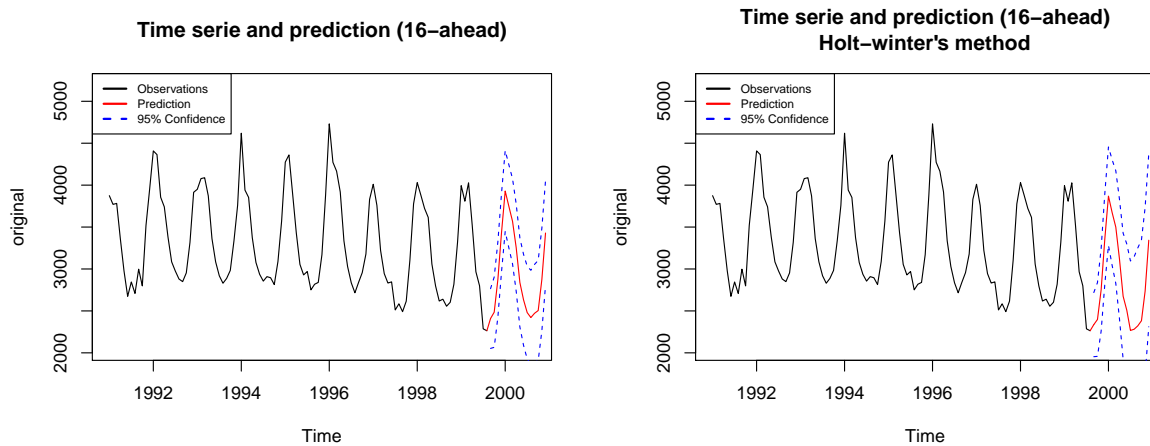 Time serie and prediction (16−ahead)
original
5000
4000
3000
2000
Observations
Prediction
95% Confidence
1992 1994 1996 1998 2000
Time
Time serie and prediction (16−ahead)
Holt−winter's method
original
5000
4000
3000
2000
Observations
Prediction
95% Confidence
1992 1994 1996 1998 2000
Time